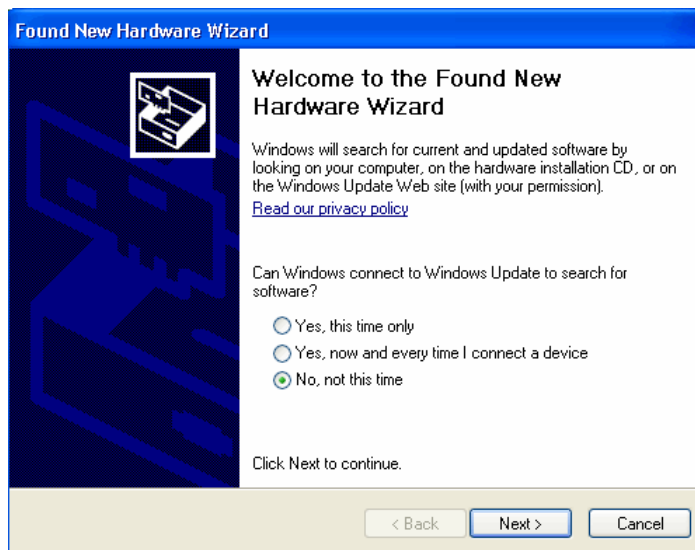 Found New Hardware Wizard
Welcome to the Found New
Hardware Wizard
Windows will search for current and updated software by
looking on your computer, on the hardware installation CD, or on
the Windows Update Web site (with your permission).
Read our privacy policy
Can Windows connect to Windows Update to search for
software?
Yes, this time only
Yes, now and every time I connect a device
No, not this time
Click Next to continue.
< Back Next > Cancel